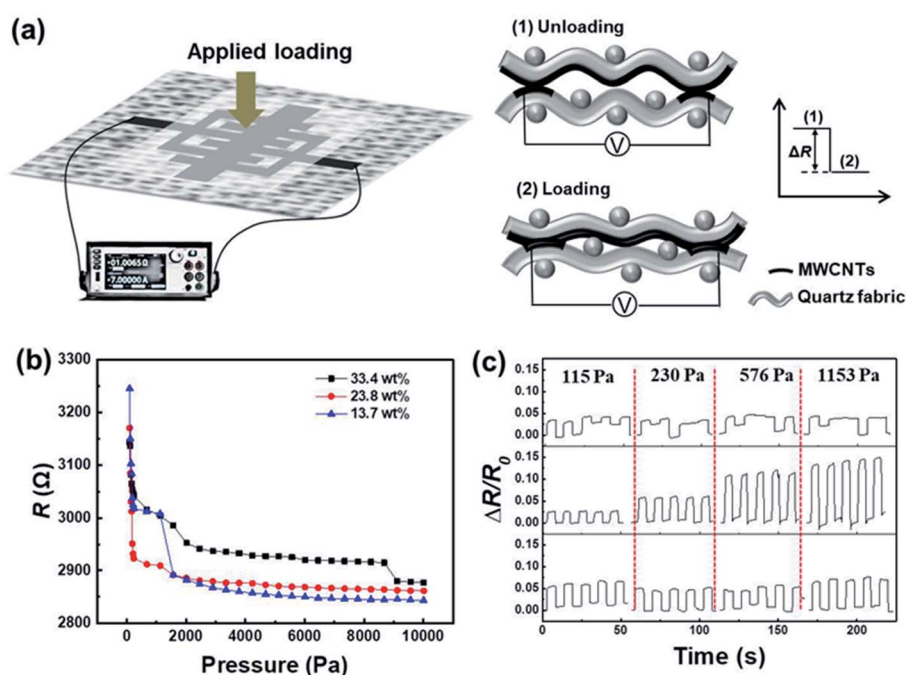 (a)
Applied loading
-01.0065 Ω
+7.00000 A
(1) Unloading
V
(1)
ΔR
(2)
(2) Loading
V
MWCNTs
Quartz fabric
(b)
3300
3200
3100
3000
2900
2800
R (Ω)
33.4 wt%
23.8 wt%
13.7 wt%
0 2000 4000 6000 8000 10000
Pressure (Pa)
(c)
115 Pa 230 Pa 576 Pa 1153 Pa
0.15
0.10
0.05
0.00
0.15
0.10
0.05
0.00
0.15
0.10
0.05
0.00
ΔR/R0
0 50 100 150 200
Time (s)